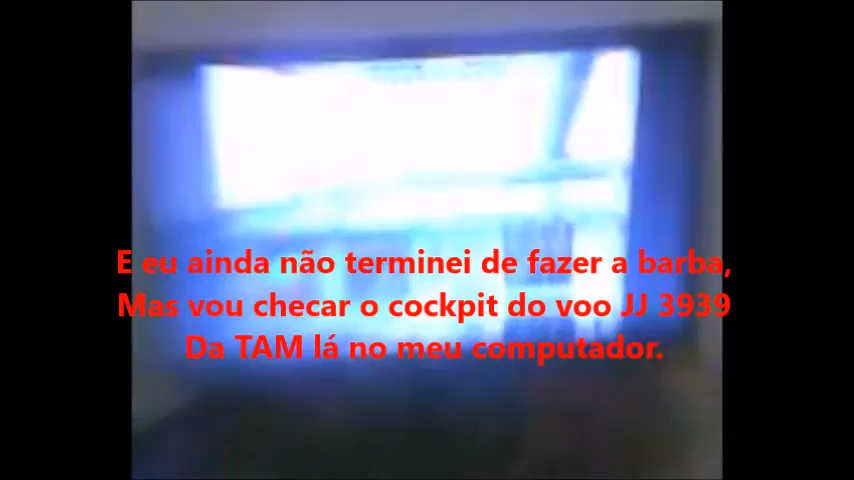 E eu ainda não terminei de fazer a barba,
Mas vou checar o cockpit do voo JJ 3939
Da TAM lá no meu computador.